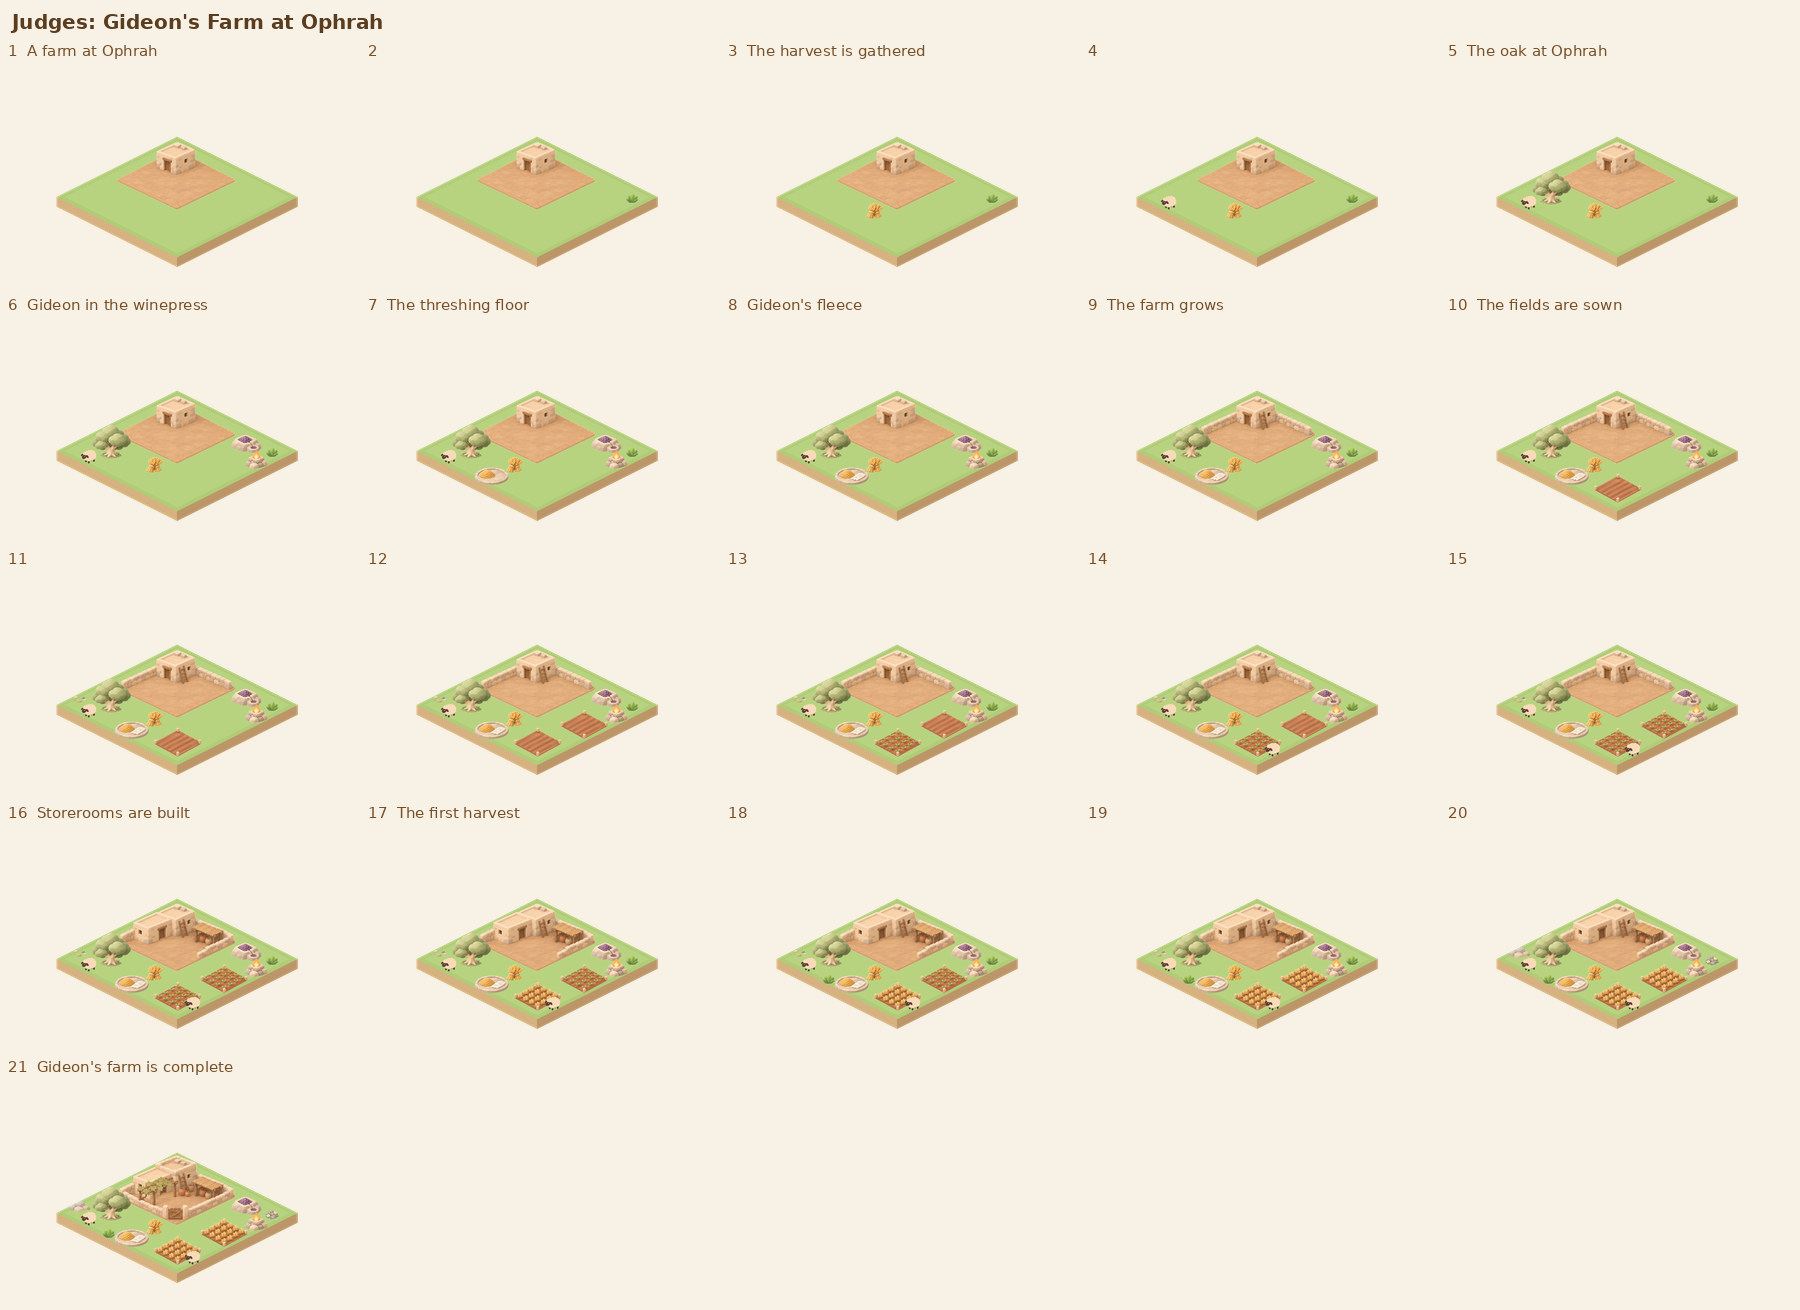 Judges: Gideon's Farm at Ophrah
1 A farm at Ophrah
2
3 The harvest is gathered
4
5 The oak at Ophrah
6 Gideon in the winepress
7 The threshing floor
8 Gideon's fleece
9 The farm grows
10 The fields are sown
11
12
13
14
15
16 Storerooms are built
17 The first harvest
18
19
20
21 Gideon's farm is complete